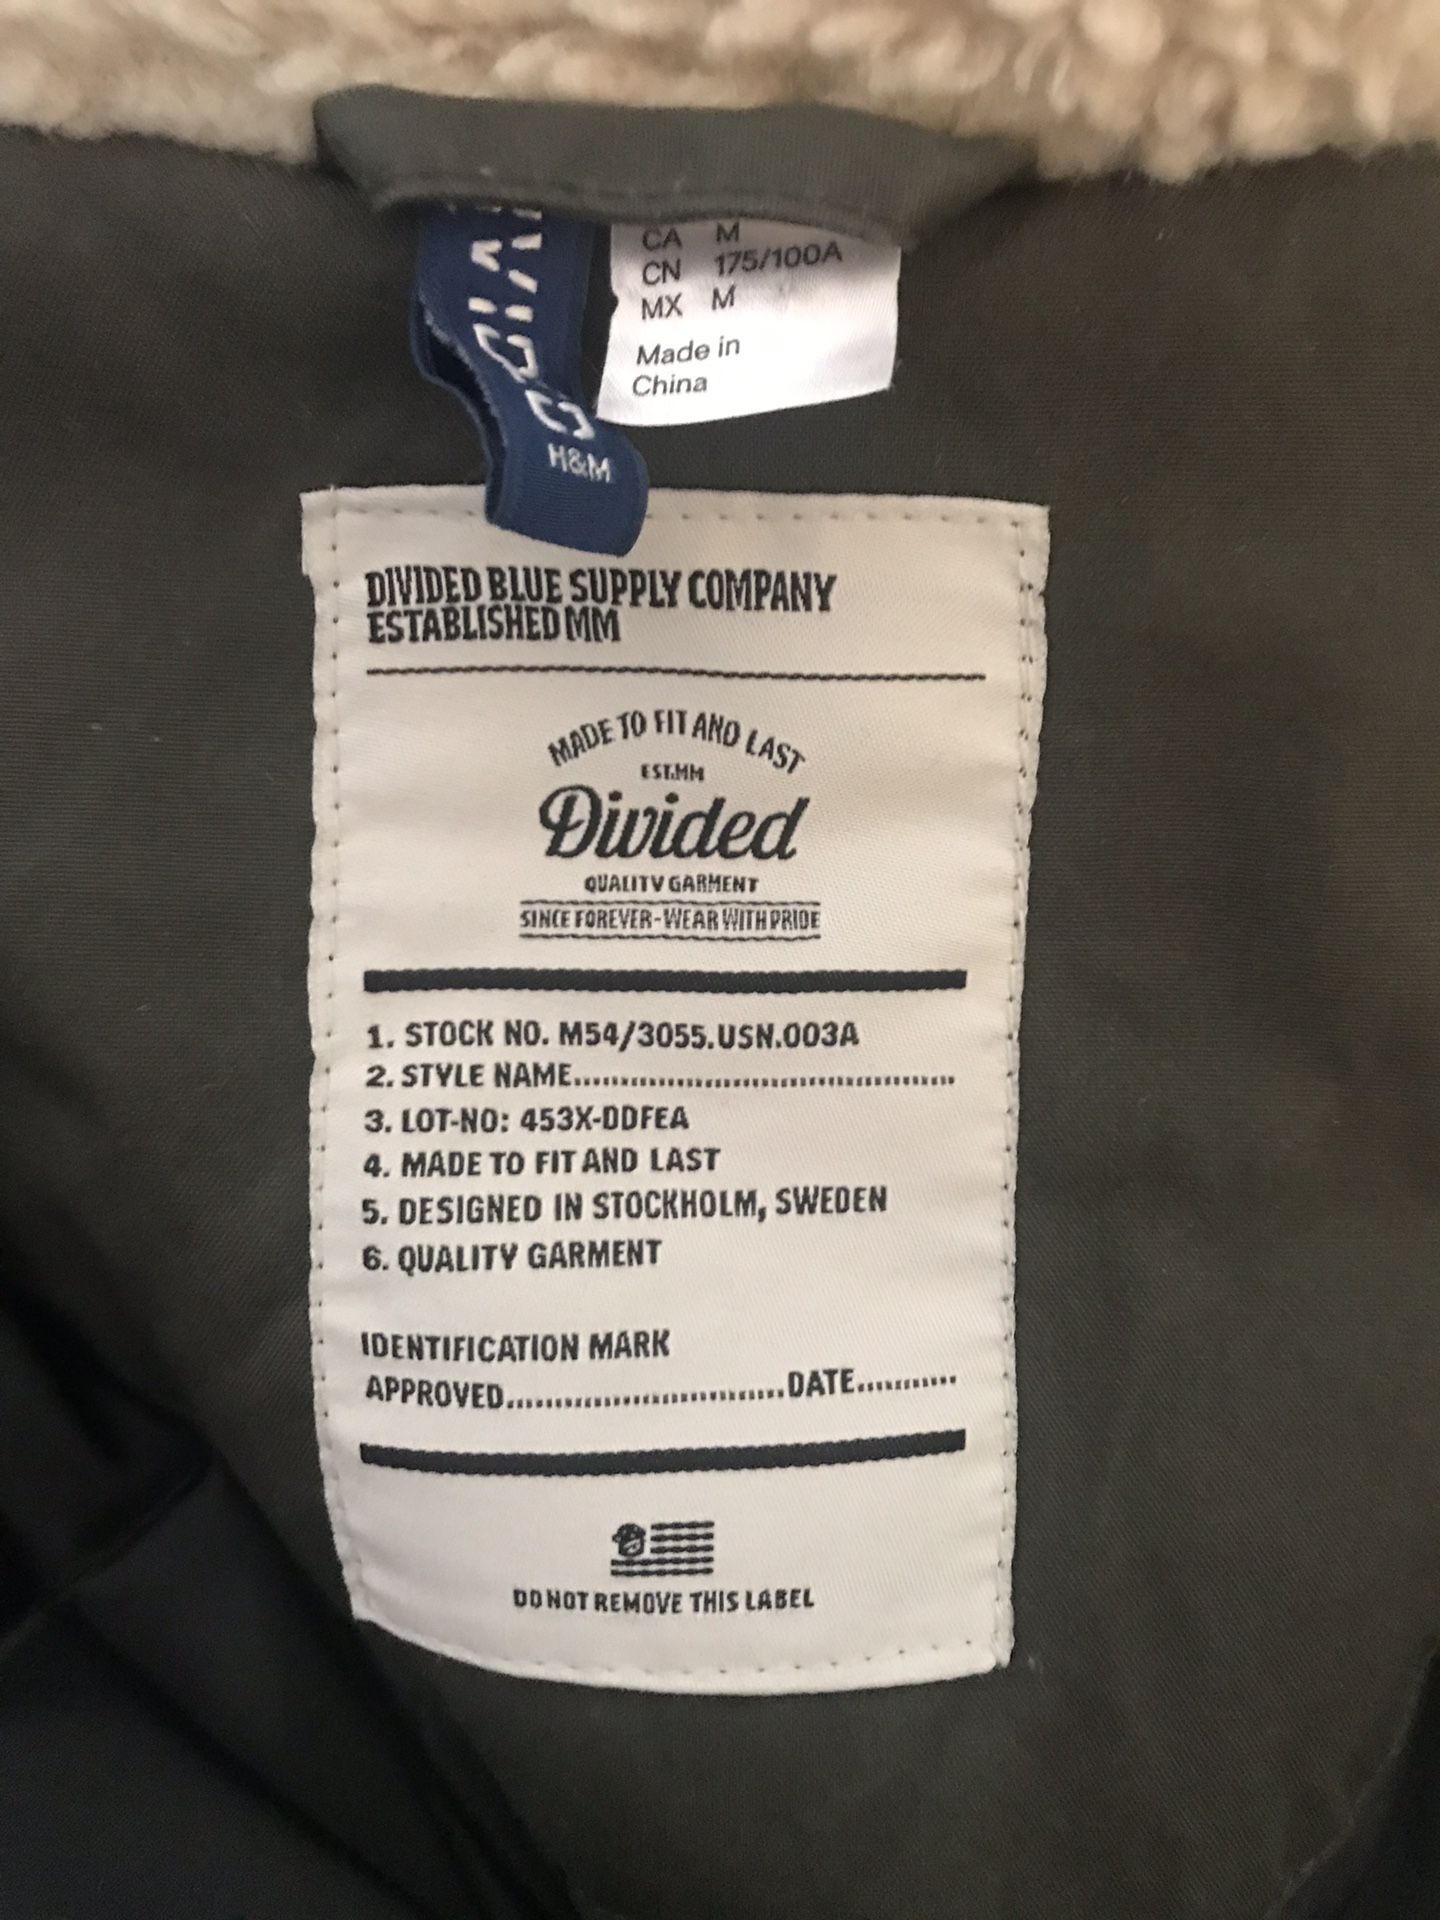 CA M
CN 175/100A
MX M
Made in
China
H&M
DIVIDED BLUE SUPPLY COMPANY
ESTABLISHED MM
MADE TO FIT AND LAST
EST.MM
Divided
QUALITY GARMENT
SINCE FOREVER-WEAR WITH PRIDE
1. STOCK NO. M54/3055.USN.003A
2. STYLE NAME........................................
3. LOT-NO: 453X-DDFEA
4. MADE TO FIT AND LAST
5. DESIGNED IN STOCKHOLM, SWEDEN
6. QUALITY GARMENT
IDENTIFICATION MARK
APPROVED.............................DATE...........
DO NOT REMOVE THIS LABEL